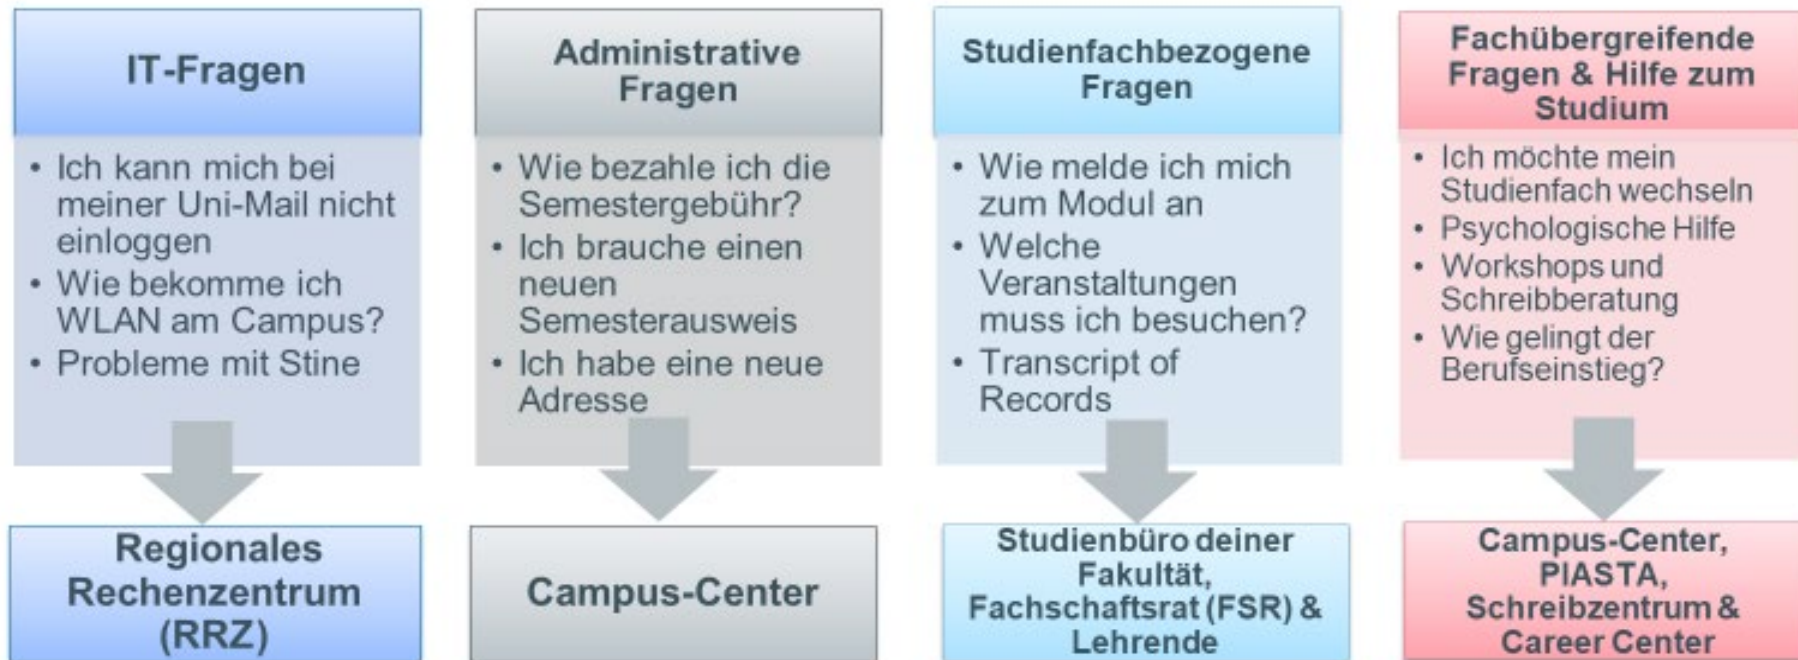 IT-Fragen
• Ich kann mich bei
meiner Uni-Mail nicht
einloggen
• Wie bekomme ich
WLAN am Campus?
• Probleme mit Stine
Regionales
Rechenzentrum
(RRZ)
Administrative
Fragen
• Wie bezahle ich die
Semestergebühr?
• Ich brauche einen
neuen
Semesterausweis
• Ich habe eine neue
Adresse
Campus-Center
Studienfachbezogene
Fragen
• Wie melde ich mich
zum Modul an
• Welche
Veranstaltungen
muss ich besuchen?
• Transcript of
Records
Studienbüro deiner
Fakultät,
Fachschaftsrat (FSR) &
Lehrende
Fachübergreifende
Fragen & Hilfe zum
Studium
• Ich möchte mein
Studienfach wechseln
• Psychologische Hilfe
• Workshops und
Schreibberatung
• Wie gelingt der
Berufseinstieg?
Campus-Center,
PIASTA,
Schreibzentrum &
Career Center